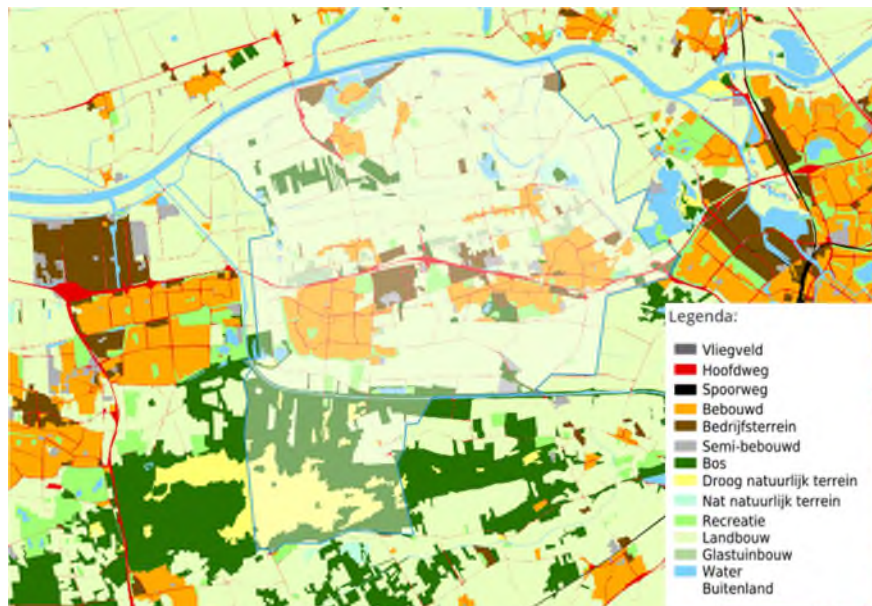 Legenda:
Vliegveld
Hoofdweg
Spoorweg
Bebouwd
Bedrijfsterrein
Semi-bebouwd
Bos
Droog natuurlijk terrein
Nat natuurlijk terrein
Recreatie
Landbouw
Glastuinbouw
Water
Buitenland